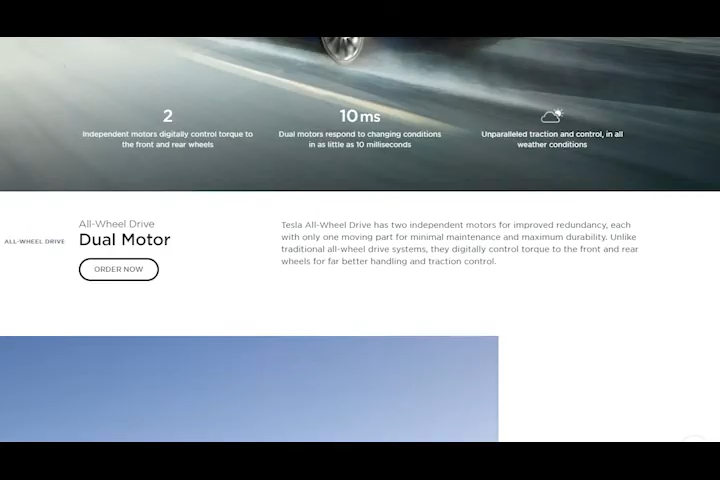 2
Independent motors digitally control torque to
the front and rear wheels
10 ms
Dual motors respond to changing conditions
in as little as 10 milliseconds
Unparalleled traction and control, in all
weather conditions
ALL-WHEEL DRIVE
All-Wheel Drive
Dual Motor
ORDER NOW
Tesla All-Wheel Drive has two independent motors for improved redundancy, each
with only one moving part for minimal maintenance and maximum durability. Unlike
traditional all-wheel drive systems, they digitally control torque to the front and rear
wheels for far better handling and traction control.